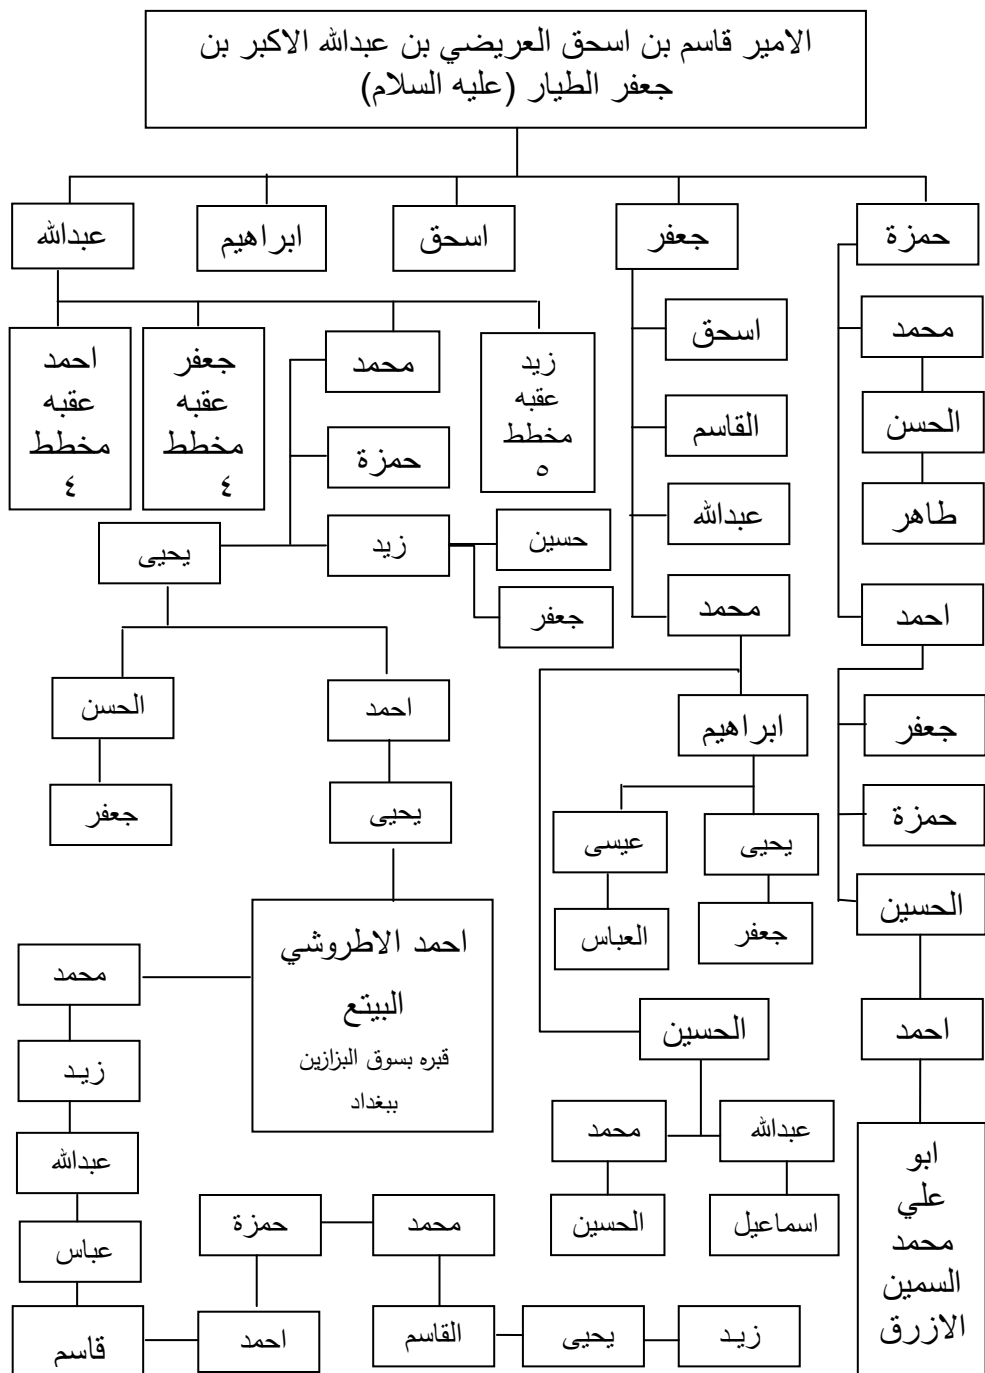 الامير قاسم بن اسحق العريضي بن عبدالله الاكبر بن
جعفر الطيار (عليه السلام)
حمزة
جعفر
اسحق
ابراهيم
عبدالله
محمد
الحسن
طاهر
احمد
جعفر
حمزة
الحسين
احمد
ابو
علي
محمد
السمين
الازرق
اسحق
القاسم
عبدالله
محمد
ابراهيم
يحيى
عيسى
جعفر
العباس
الحسين
عبدالله
محمد
اسماعيل
الحسين
زيد
عقبه
مخطط
٥
محمد
جعفر
عقبه
مخطط
٤
احمد
عقبه
مخطط
٤
حمزة
زيد
حسين
جعفر
يحيى
احمد
الحسن
يحيى
جعفر
احمد الاطروشي
البيتع
قبره بسوق البزازين
ببغداد
محمد
زيد
عبدالله
عباس
قاسم
احمد
حمزة
محمد
القاسم
يحيى
زيد